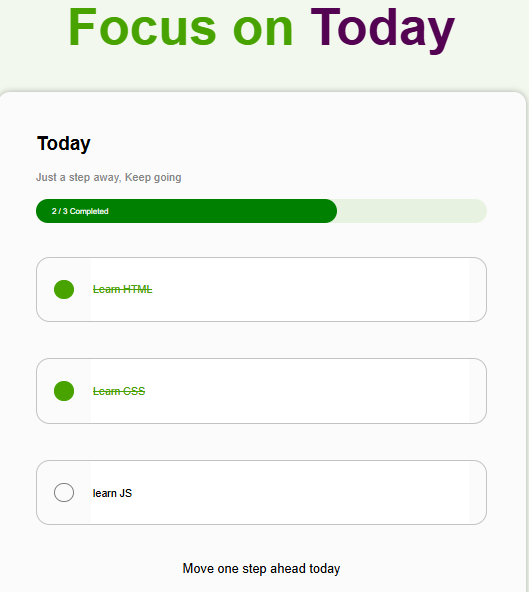 Focus on Today
Today
Just a step away, Keep going
2 / 3 Completed
Learn HTML
Learn CSS
learn JS
Move one step ahead today